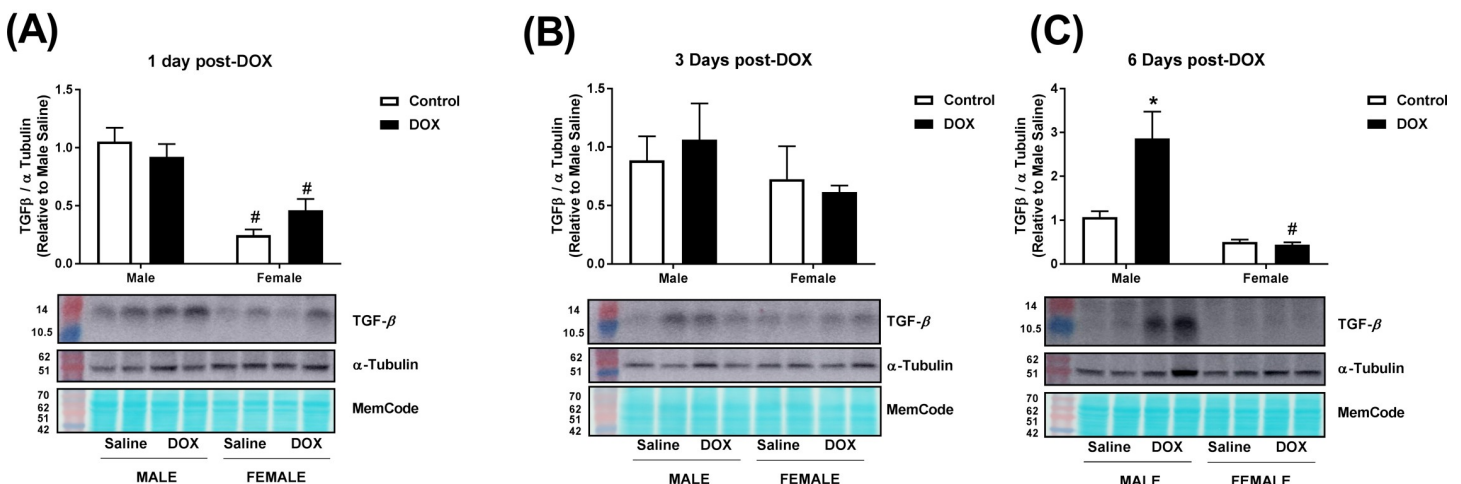 (A)
1 day post-DOX
TGFβ / α Tubulin
(Relative to Male Saline)
1.5
1.0
0.5
0.0
#
#
Male
Female
Control
DOX
14
10.5
TGF-β
62
51
α-Tubulin
70
62
51
42
MemCode
Saline DOX Saline DOX
MALE FEMALE
(B)
3 Days post-DOX
TGFβ / α Tubulin
(Relative to Male Saline)
1.5
1.0
0.5
0.0
Male
Female
Control
DOX
14
10.5
TGF-β
62
51
α-Tubulin
70
62
51
42
MemCode
Saline DOX Saline DOX
MALE FEMALE
(C)
6 Days post-DOX
TGFβ / α Tubulin
(Relative to Male Saline)
4
3
2
1
0
*
#
Male
Female
Control
DOX
14
10.5
TGF-β
62
51
α-Tubulin
70
62
51
42
MemCode
Saline DOX Saline DOX
MALE FEMALE